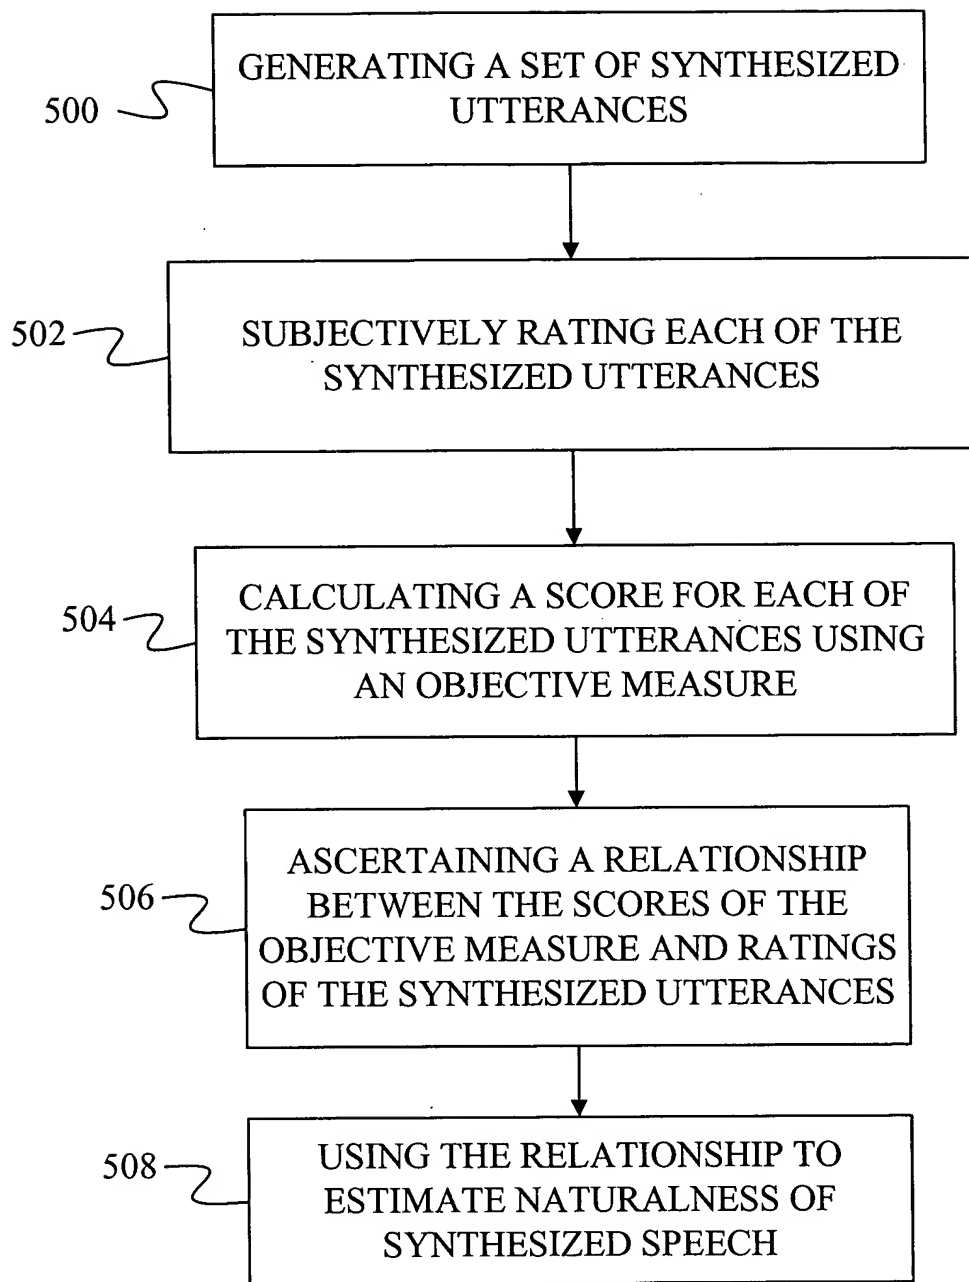 500
GENERATING A SET OF SYNTHESIZED
UTTERANCES
502
SUBJECTIVELY RATING EACH OF THE
SYNTHESIZED UTTERANCES
504
CALCULATING A SCORE FOR EACH OF
THE SYNTHESIZED UTTERANCES USING
AN OBJECTIVE MEASURE
506
ASCERTAINING A RELATIONSHIP
BETWEEN THE SCORES OF THE
OBJECTIVE MEASURE AND RATINGS
OF THE SYNTHESIZED UTTERANCES
508
USING THE RELATIONSHIP TO
ESTIMATE NATURALNESS OF
SYNTHESIZED SPEECH